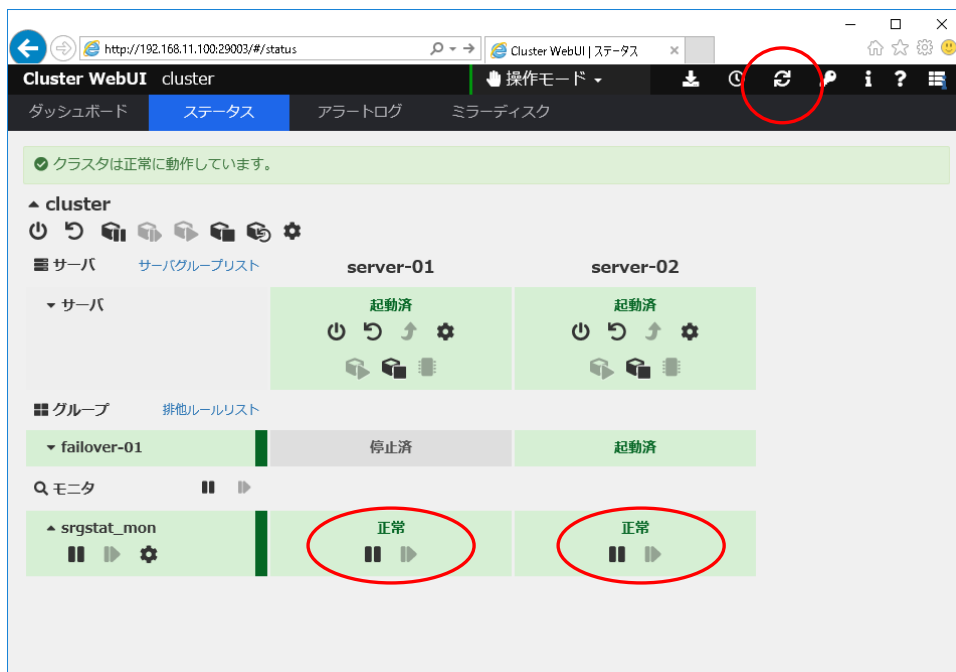 http://192.168.11.100:29003/#/status
Cluster WebUI | ステータス
Cluster WebUI cluster 操作モード
ダッシュボード ステータス アラートログ ミラーディスク
クラスタは正常に動作しています。
cluster
サーバ サーバグループリスト server-01 server-02
サーバ 起動済 起動済
グループ 排他ルールリスト
failover-01 停止済 起動済
モニタ
srgstat_mon 正常 正常